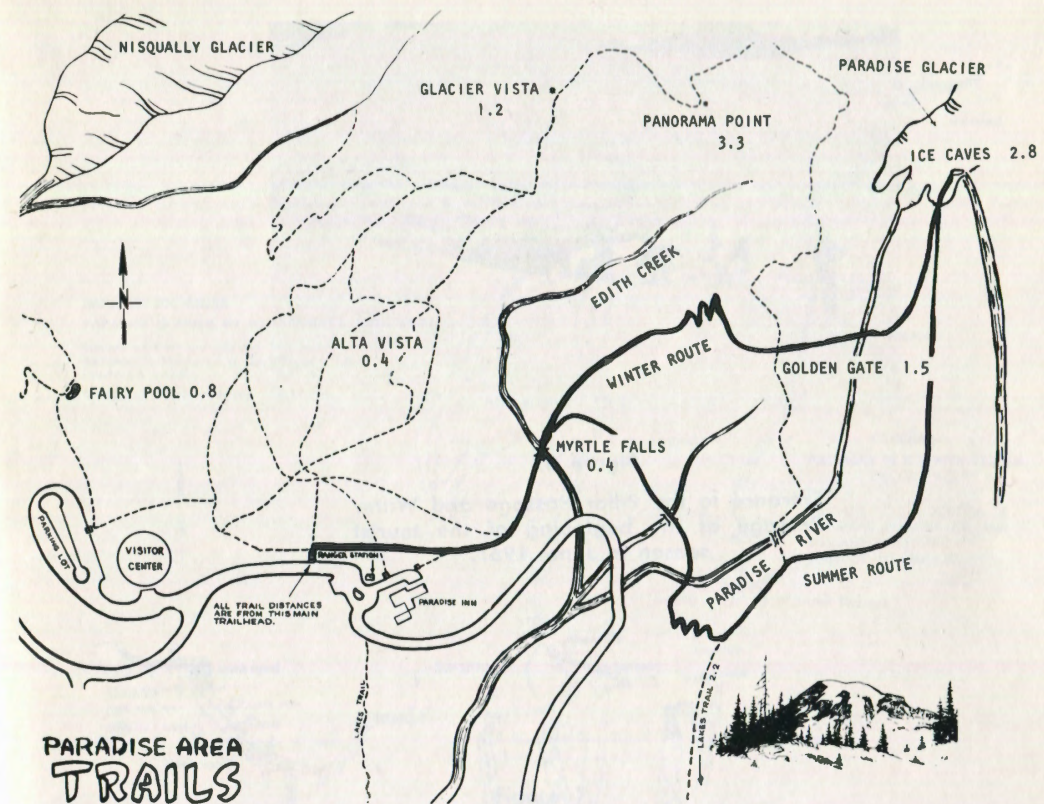 NISQUALLY GLACIER
GLACIER VISTA
1.2
PANORAMA POINT
3.3
PARADISE GLACIER
ICE CAVES 2.8
N
EDITH CREEK
ALTA VISTA
0.4
WINTER ROUTE
GOLDEN GATE 1.5
FAIRY POOL 0.8
MYRTLE FALLS
0.4
PARKING LOT
VISITOR
CENTER
RANGER STATION
PARADISE INN
ALL TRAIL DISTANCES
ARE FROM THIS MAIN
TRAILHEAD.
PARADISE RIVER
SUMMER ROUTE
LAKES TRAIL
LAKES TRAIL 2.2
PARADISE AREA
TRAILS